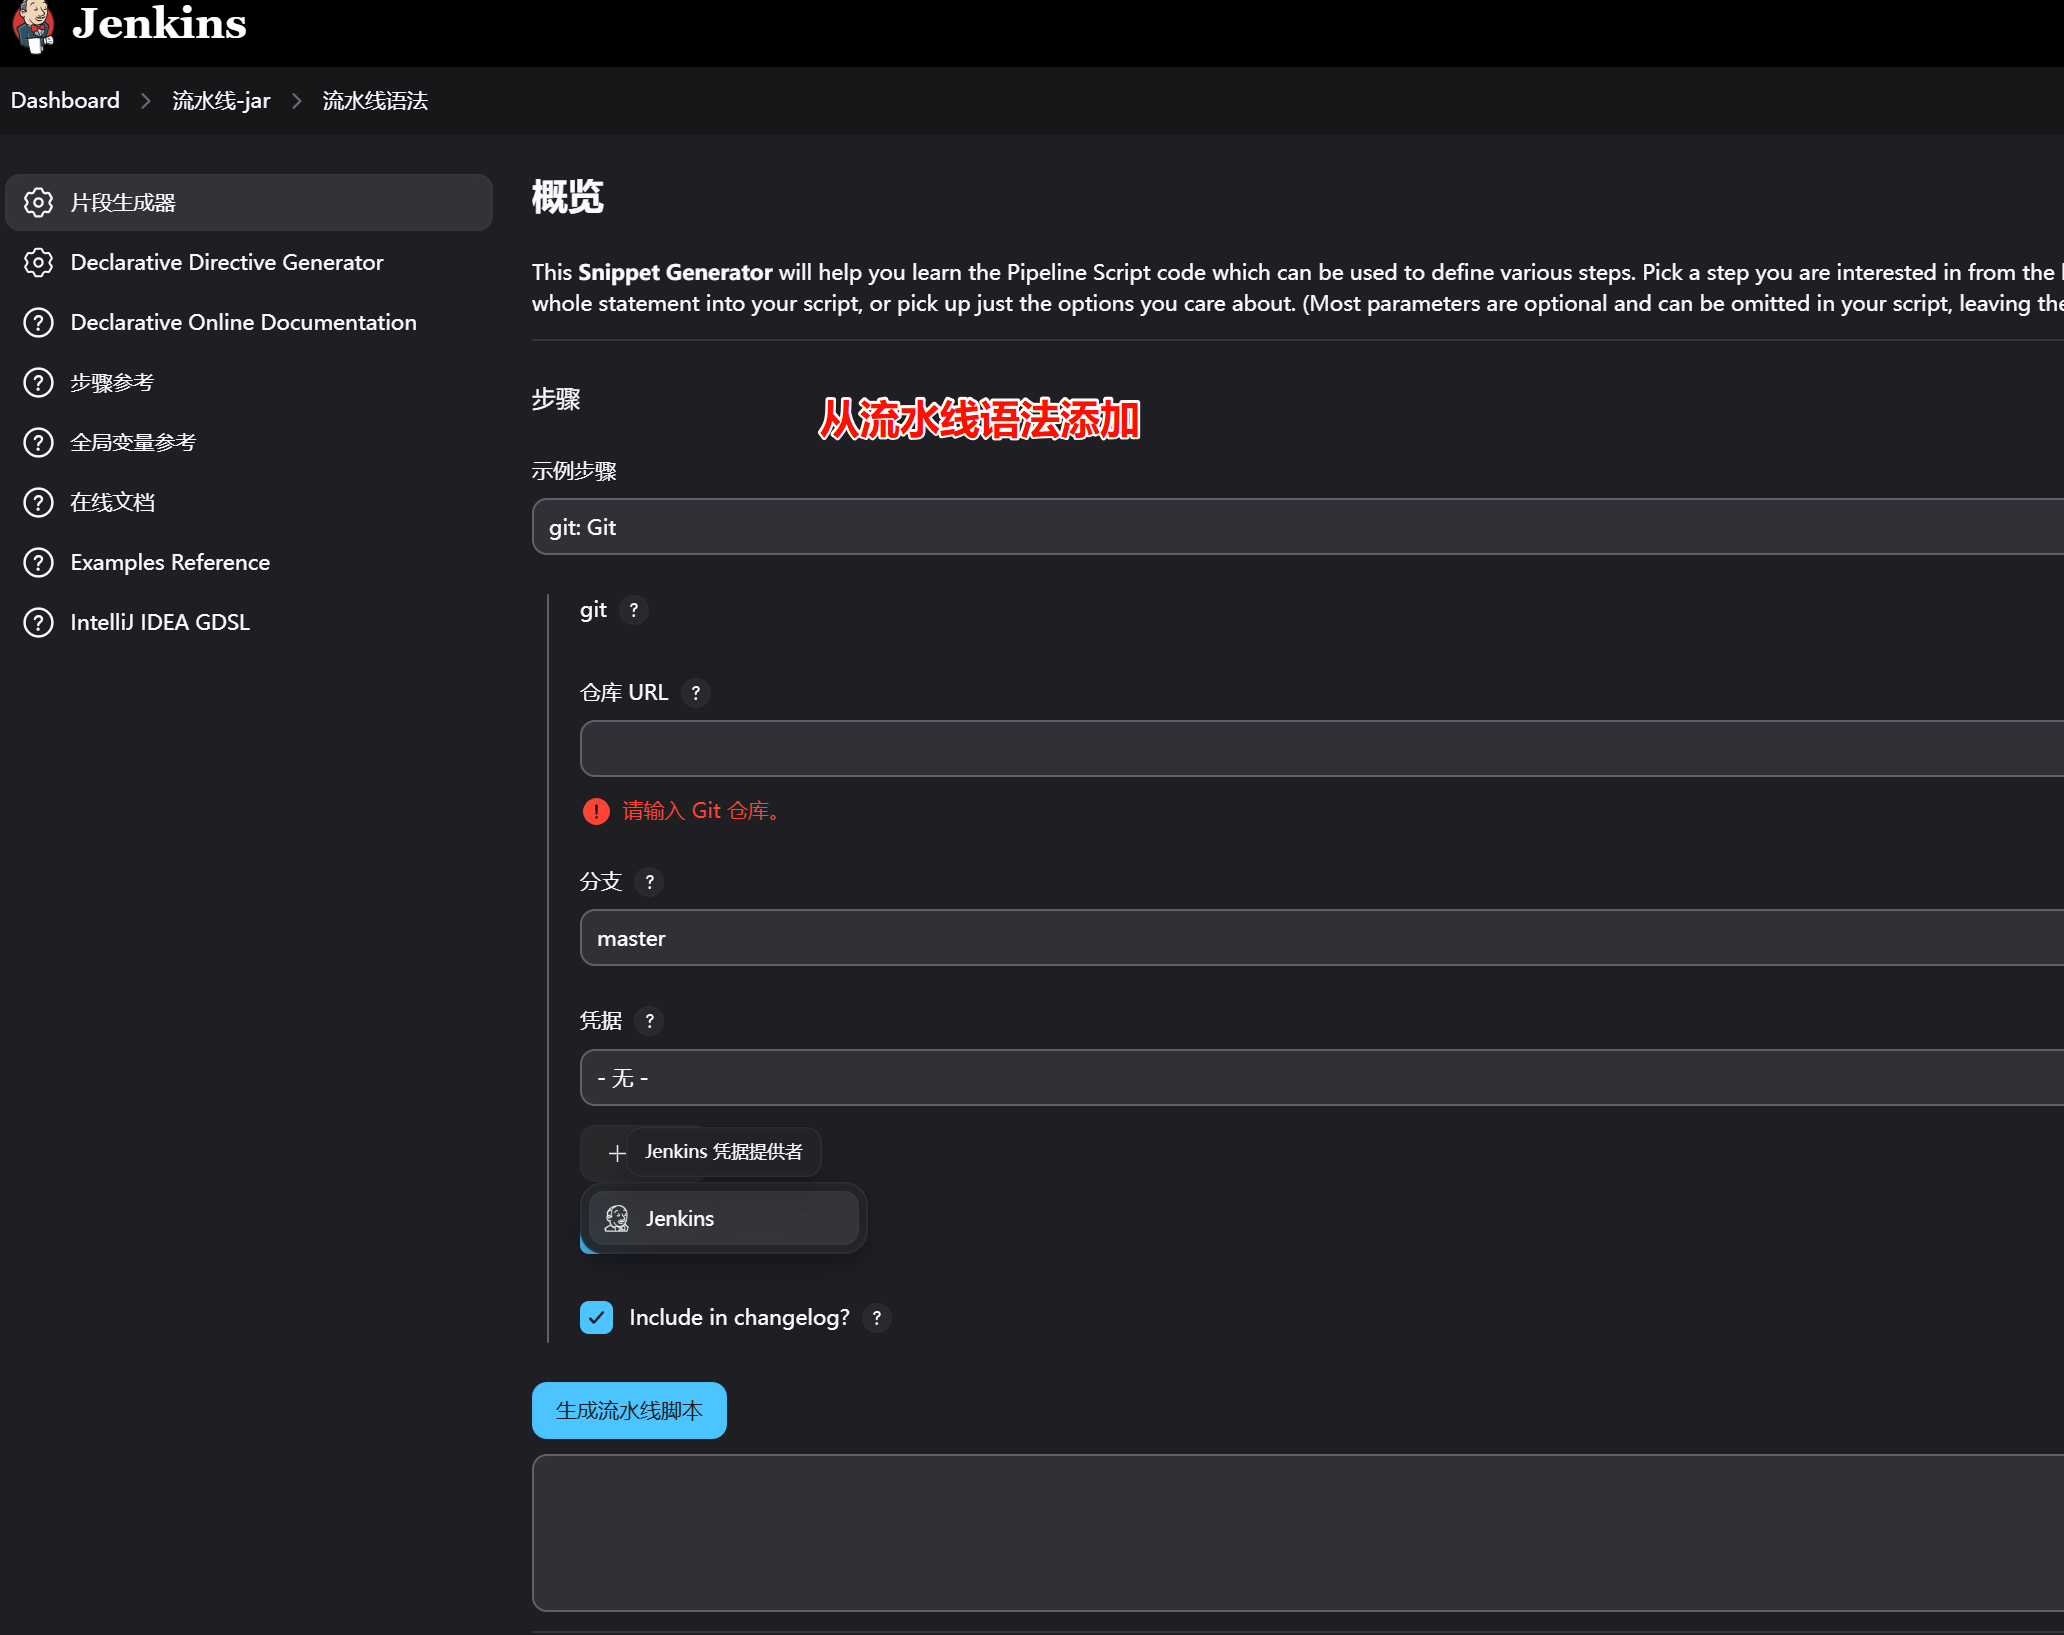 Jenkins
Dashboard > 流水线-jar > 流水线语法
片段生成器
Declarative Directive Generator
Declarative Online Documentation
步骤参考
全局变量参考
在线文档
Examples Reference
IntelliJ IDEA GDSL
概览
This Snippet Generator will help you learn the Pipeline Script code which can be used to define various steps. Pick a step you are interested in from the
whole statement into your script, or pick up just the options you care about. (Most parameters are optional and can be omitted in your script, leaving the
步骤
从流水线语法添加
示例步骤
git: Git
git ?
仓库 URL ?
请输入 Git 仓库。
分支 ?
master
凭据 ?
- 无 -
+ Jenkins 凭据提供者
Jenkins
Include in changelog? ?
生成流水线脚本